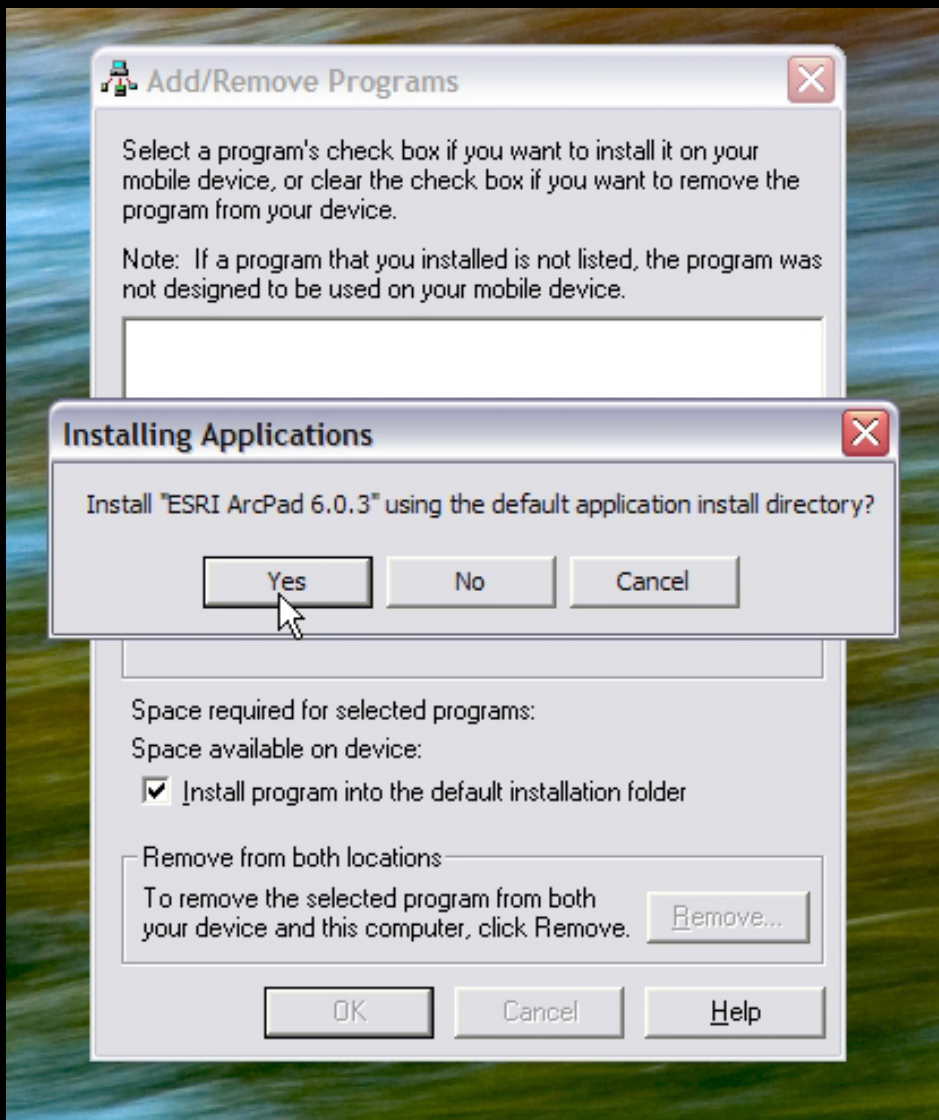 Add/Remove Programs
Select a program's check box if you want to install it on your
mobile device, or clear the check box if you want to remove the
program from your device.
Note:  If a program that you installed is not listed, the program was
not designed to be used on your mobile device.
Installing Applications
Install "ESRI ArcPad 6.0.3" using the default application install directory?
Yes
No
Cancel
Space required for selected programs:
Space available on device:
Install program into the default installation folder
Remove from both locations
To remove the selected program from both
your device and this computer, click Remove.
Remove...
OK
Cancel
Help